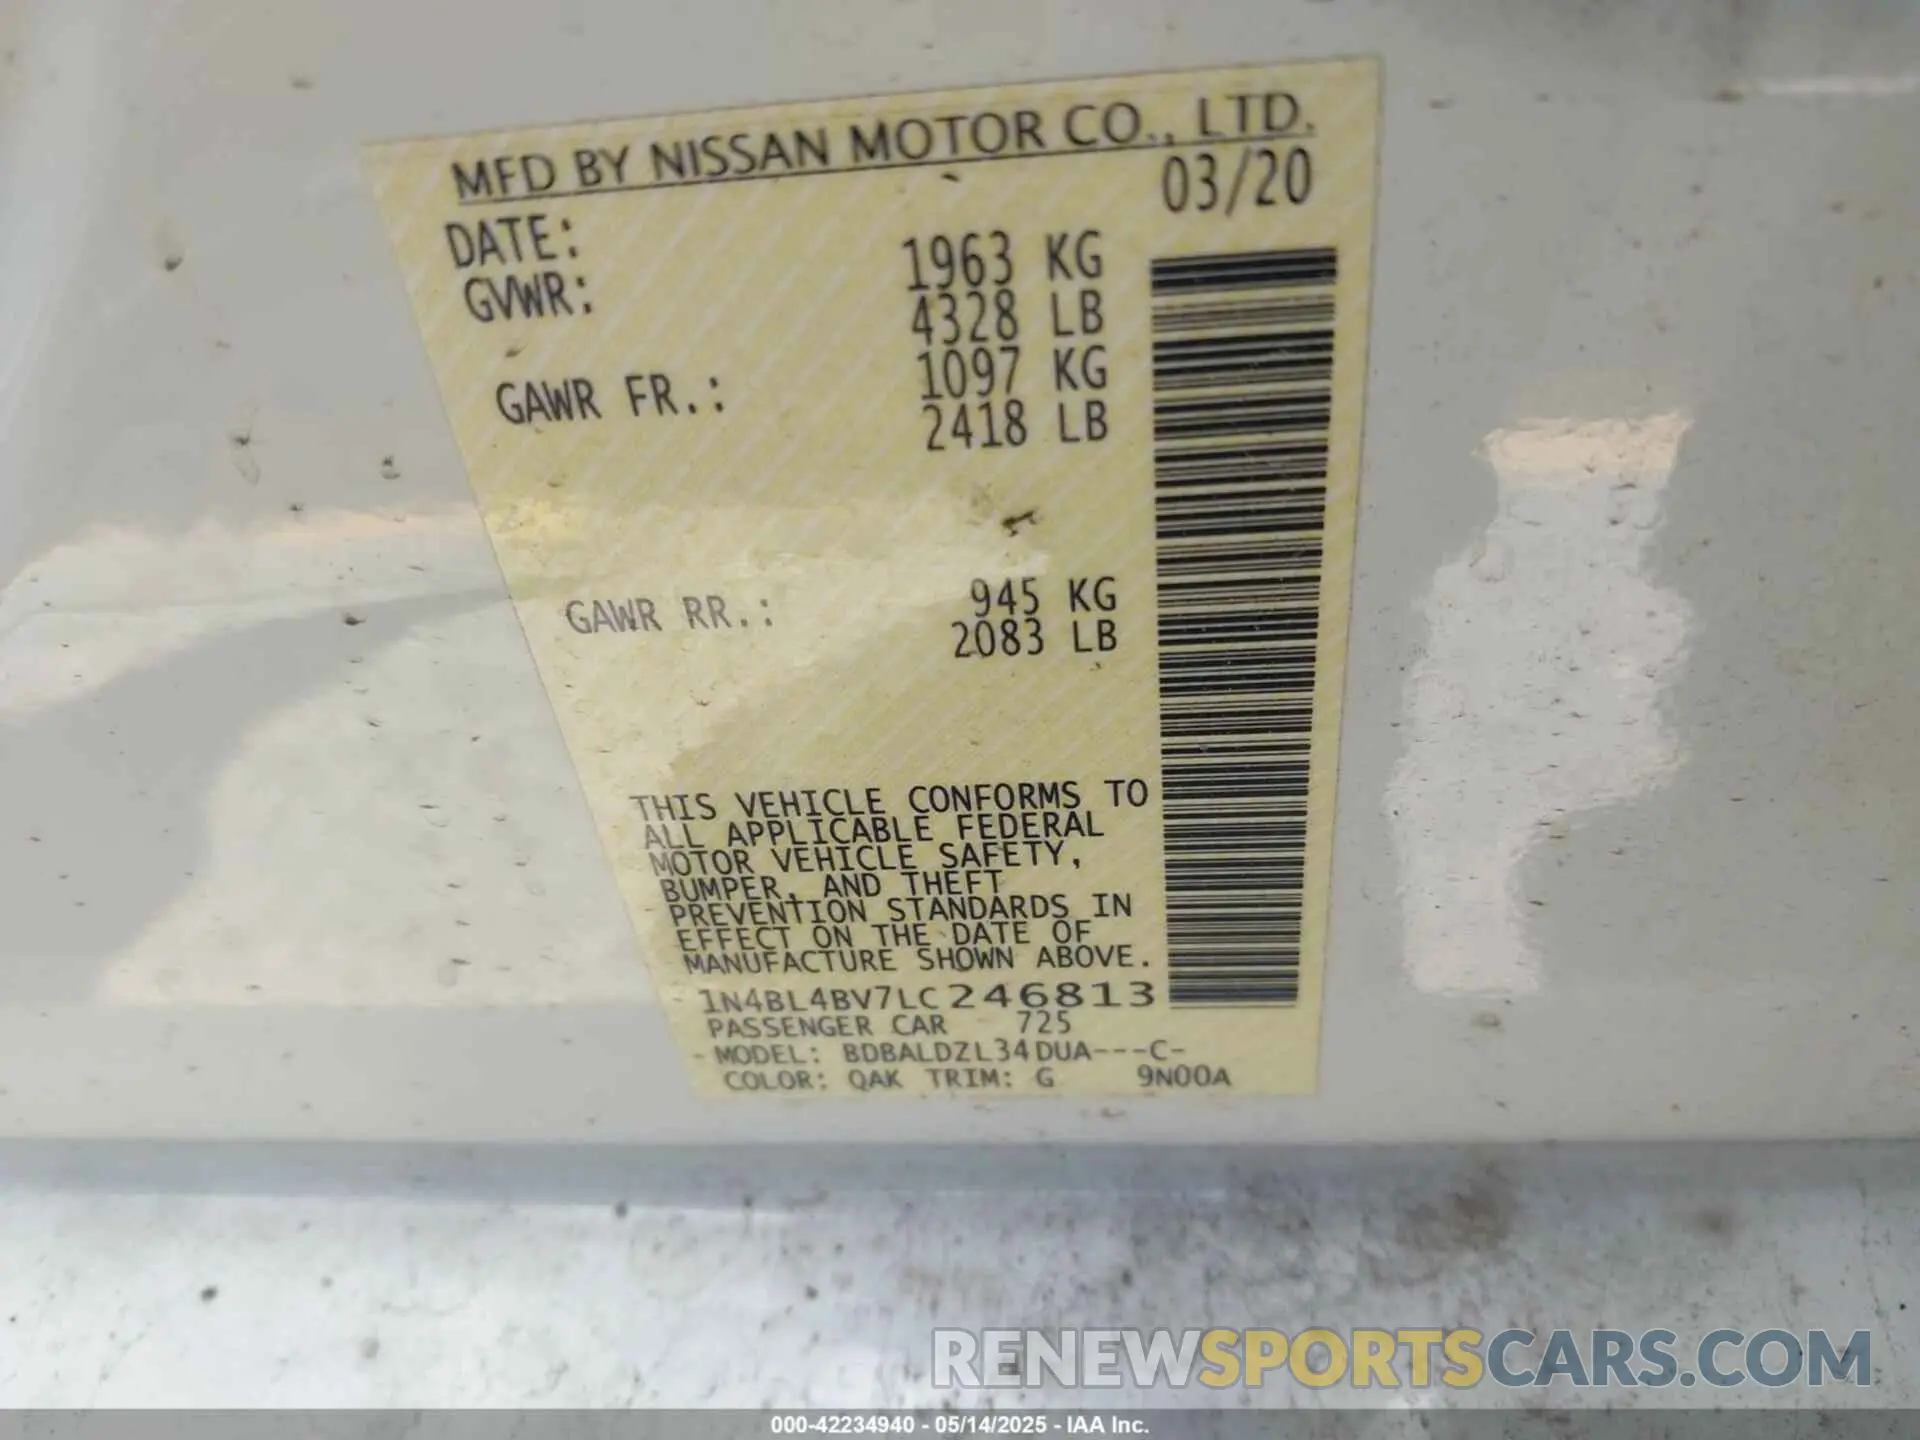 MFD BY NISSAN MOTOR CO., LTD.
DATE: 03/20
GVWR: 1963 KG
4328 LB
GAWR FR.: 1097 KG
2418 LB
GAWR RR.: 945 KG
2083 LB
THIS VEHICLE CONFORMS TO
ALL APPLICABLE FEDERAL
MOTOR VEHICLE SAFETY,
BUMPER, AND THEFT
PREVENTION STANDARDS IN
EFFECT ON THE DATE OF
MANUFACTURE SHOWN ABOVE.
1N4BL4BV7LC246813
PASSENGER CAR 725
MODEL: BDBALDZL34DUA---C-
COLOR: QAK TRIM: G 9N00A
RENEWSPORTSCARS.COM
000-42234940 - 05/14/2025 - IAA Inc.